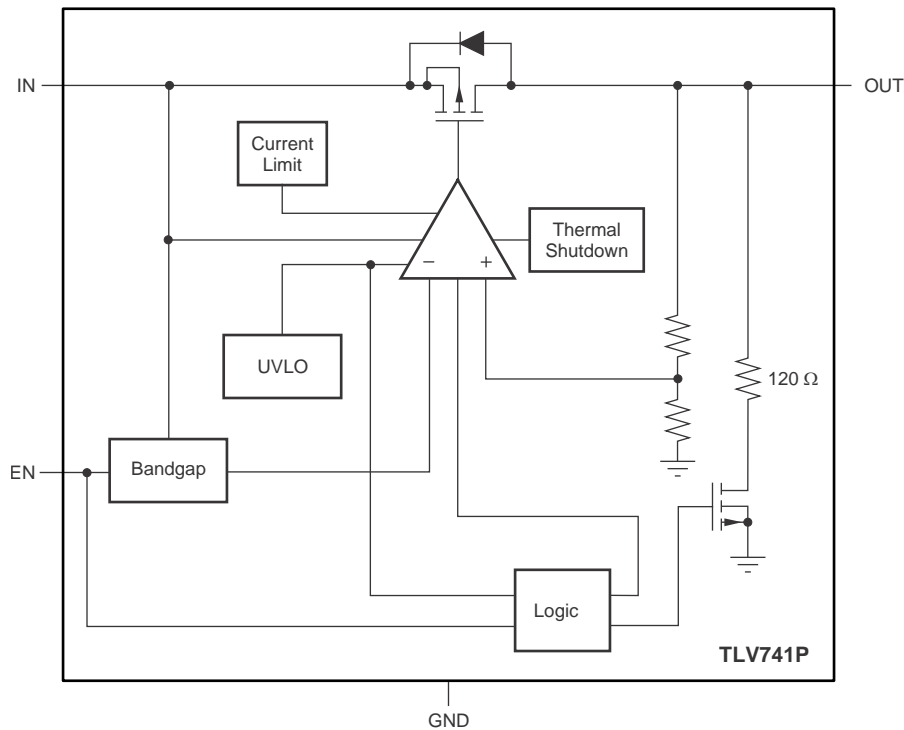 IN
OUT
Current
Limit
Thermal
Shutdown
−
+
UVLO
120 Ω
EN
Bandgap
Logic
TLV741P
GND